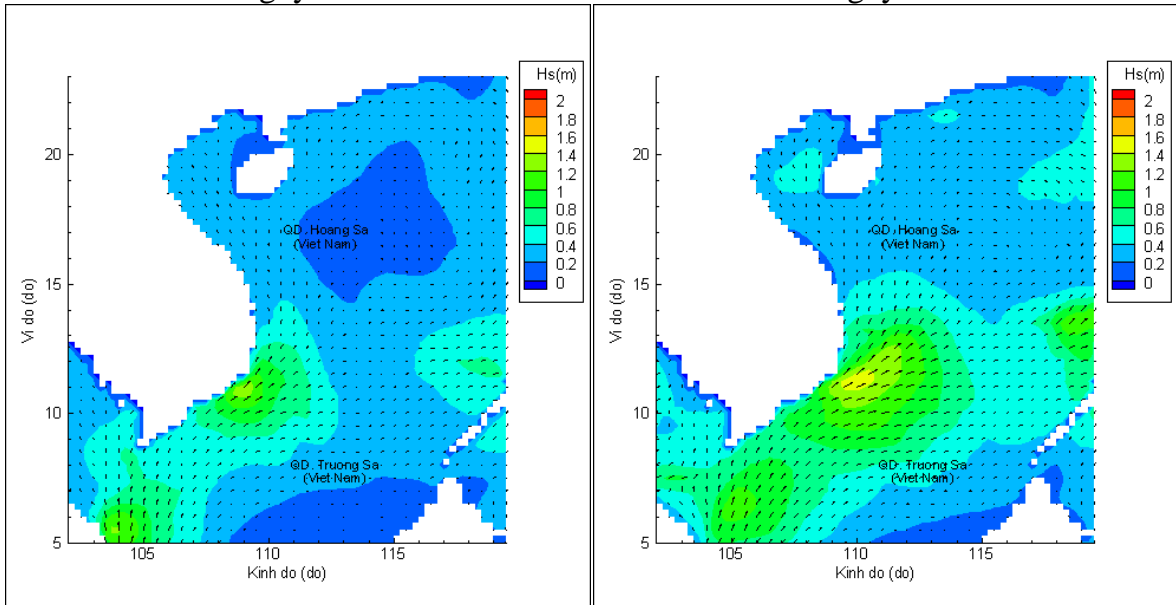 Hs(m)
2
1.8
1.6
1.4
1.2
1
0.8
0.6
0.4
0.2
0
20
15
10
5
Vi do (do)
QD. Hoang Sa
(Viet Nam)
QD. Truong Sa
(Viet Nam)
105
110
115
Kinh do (do)
Hs(m)
2
1.8
1.6
1.4
1.2
1
0.8
0.6
0.4
0.2
0
20
15
10
5
Vi do (do)
QD. Hoang Sa
(Viet Nam)
QD. Truong Sa
(Viet Nam)
105
110
115
Kinh do (do)